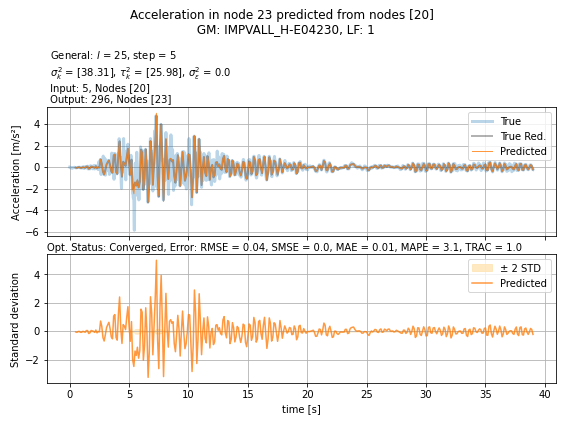 Acceleration in node 23 predicted from nodes [20]
GM: IMPVALL_H-E04230, LF: 1
General: l = 25, step = 5
σ²ₖ = [38.31], τ²ₖ = [25.98], σ²ε = 0.0
Input: 5, Nodes [20]
Output: 296, Nodes [23]
Acceleration [m/s²]
4
2
0
−2
−4
−6
True
True Red.
Predicted
Opt. Status: Converged, Error: RMSE = 0.04, SMSE = 0.0, MAE = 0.01, MAPE = 3.1, TRAC = 1.0
Standard deviation
4
2
0
−2
± 2 STD
Predicted
0 5 10 15 20 25 30 35 40
time [s]